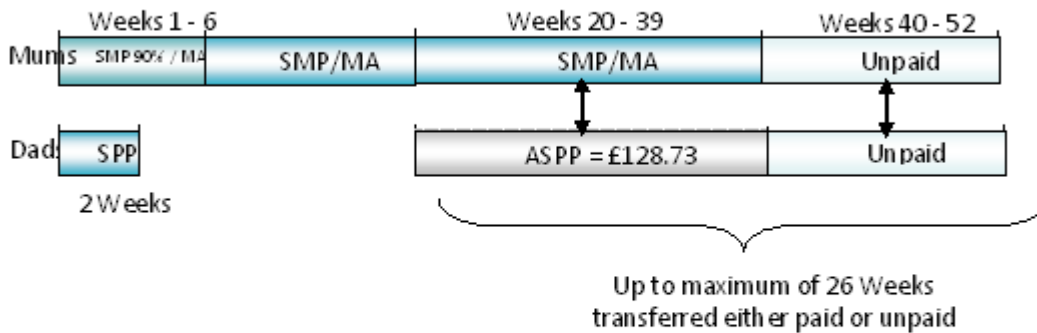 Weeks 1 - 6 Weeks 20 - 39 Weeks 40 - 52
Mums SMP 90% / MA SMP/MA SMP/MA Unpaid
Dads SPP ASPP = £128.73 Unpaid
2 Weeks
Up to maximum of 26 Weeks
transferred either paid or unpaid